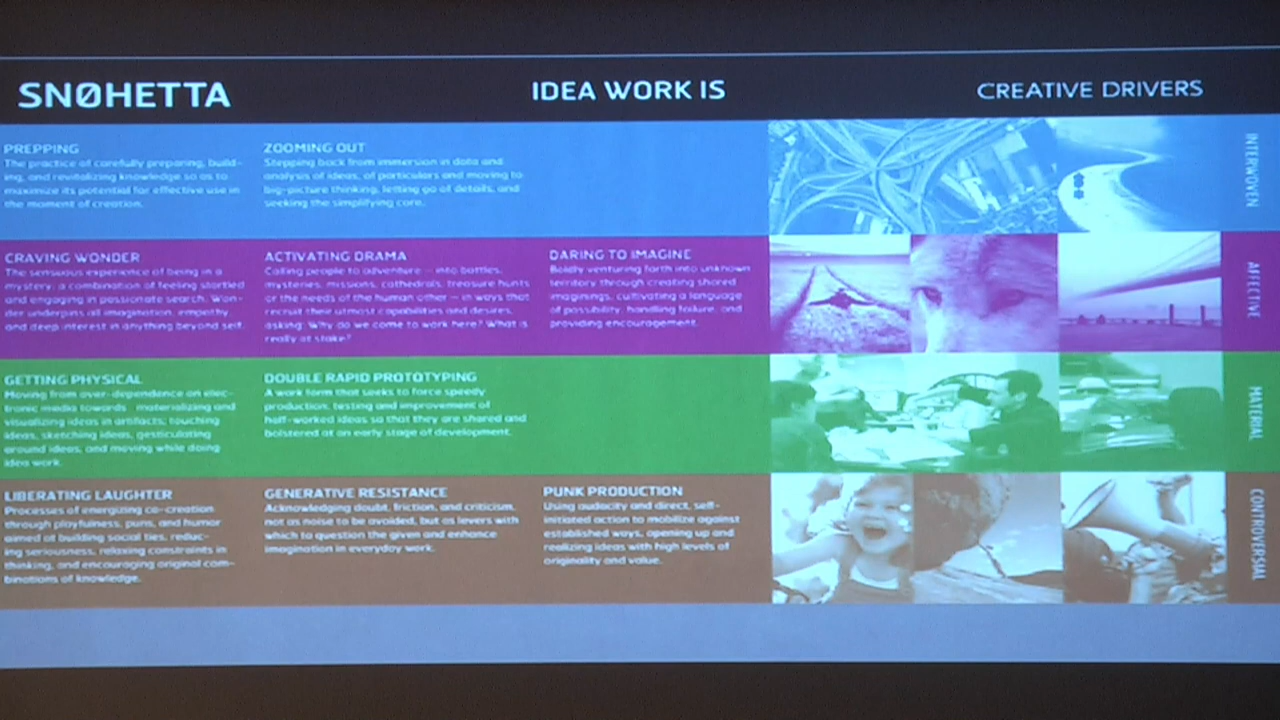 SNØHETTA
IDEA WORK IS
CREATIVE DRIVERS
PREPPING
The practice of carefully preparing, build-
ing, and revitalizing knowledge so as to
maximize its potential for effective use in
the moment of creation.
ZOOMING OUT
Stepping back from immersion in data and
analysis of ideas, of particulars and moving to
big-picture thinking, letting go of details, and
seeking the simplifying core.
INTERWOVEN
CRAVING WONDER
The sensuous experience of being in a
mystery; a combination of feeling startled
and engaging in passionate search. Won-
der underpins all imagination, empathy
and deep interest in anything beyond self.
ACTIVATING DRAMA
Calling people to adventure – into battles,
mysteries, missions, cathedrals, treasure hunts
or the needs of the human other – in ways that
recruit their utmost capabilities and desires,
asking: Why do we come to work here? What is
really at stake?
DARING TO IMAGINE
Boldly venturing forth into unknown
territory through creating shared
imaginings, cultivating a language
of possibility, handling failure, and
providing encouragement.
AFFECTIVE
GETTING PHYSICAL
Moving from over-dependence on elec-
tronic media towards materializing and
visualizing ideas in artifacts; touching
ideas, sketching ideas, gesticulating
around ideas, and moving while doing
idea work.
DOUBLE RAPID PROTOTYPING
A work form that seeks to force speedy
production, testing and improvement of
half-worked ideas so that they are shared and
bolstered at an early stage of development.
MATERIAL
LIBERATING LAUGHTER
Processes of energizing co-creation
through playfulness, puns, and humor
aimed at building social ties, reduc-
ing seriousness, relaxing constraints in
thinking, and encouraging original com-
binations of knowledge.
GENERATIVE RESISTANCE
Acknowledging doubt, friction, and criticism,
not as noise to be avoided, but as levers with
which to question the given and enhance
imagination in everyday work.
PUNK PRODUCTION
Using audacity and direct, self-
initiated action to mobilize against
established ways, opening up and
realizing ideas with high levels of
originality and value.
CONTROVERSIAL